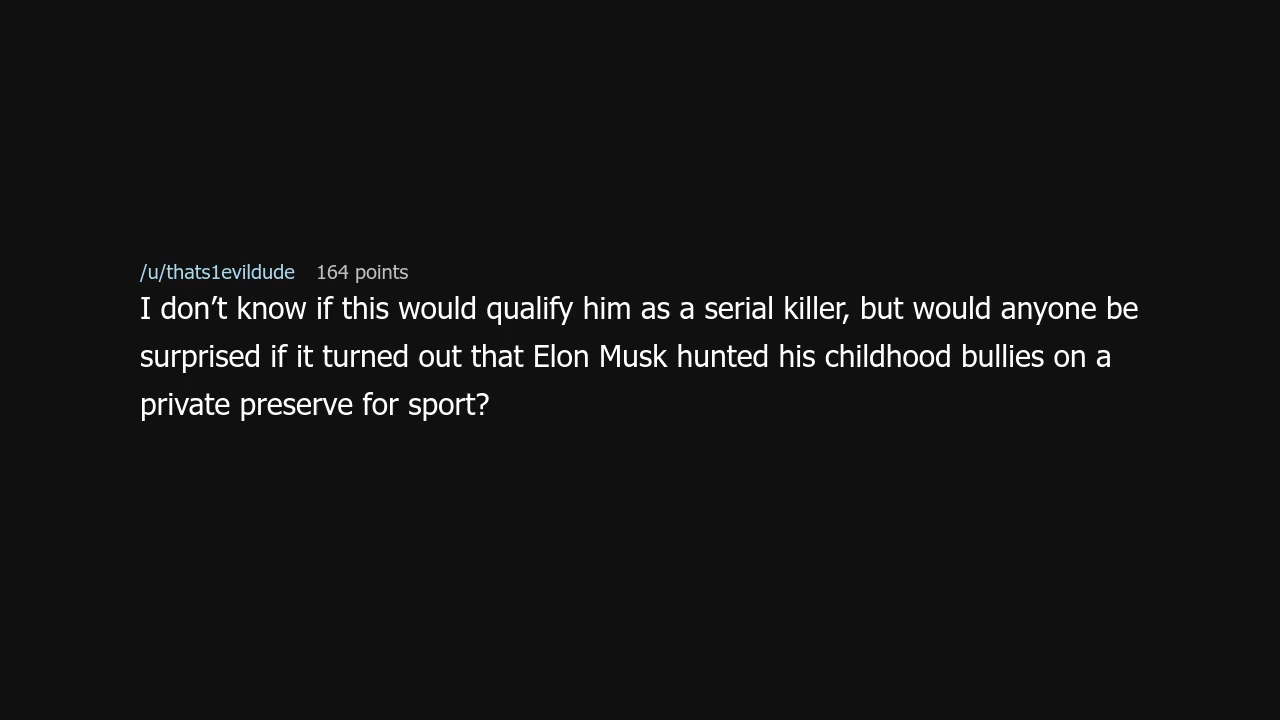 /u/thats1evildude 164 points
I don’t know if this would qualify him as a serial killer, but would anyone be
surprised if it turned out that Elon Musk hunted his childhood bullies on a
private preserve for sport?